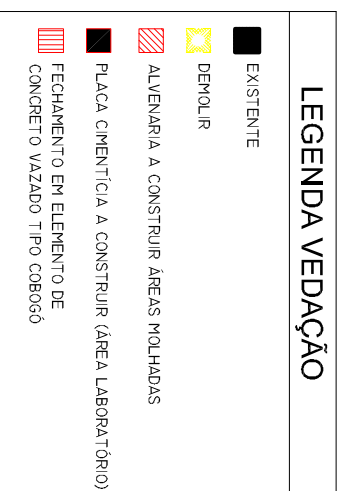 LEGENDA VEDAÇÃO
EXISTENTE
DEMOLIR
ALVENARIA A CONSTRUIR ÁREAS MOLHADAS
PLACA CIMENTÍCIA A CONSTRUIR (ÁREA LABORATÓRIO)
FECHAMENTO EM ELEMENTO DE
CONCRETO VAZADO TIPO COBOGÓ